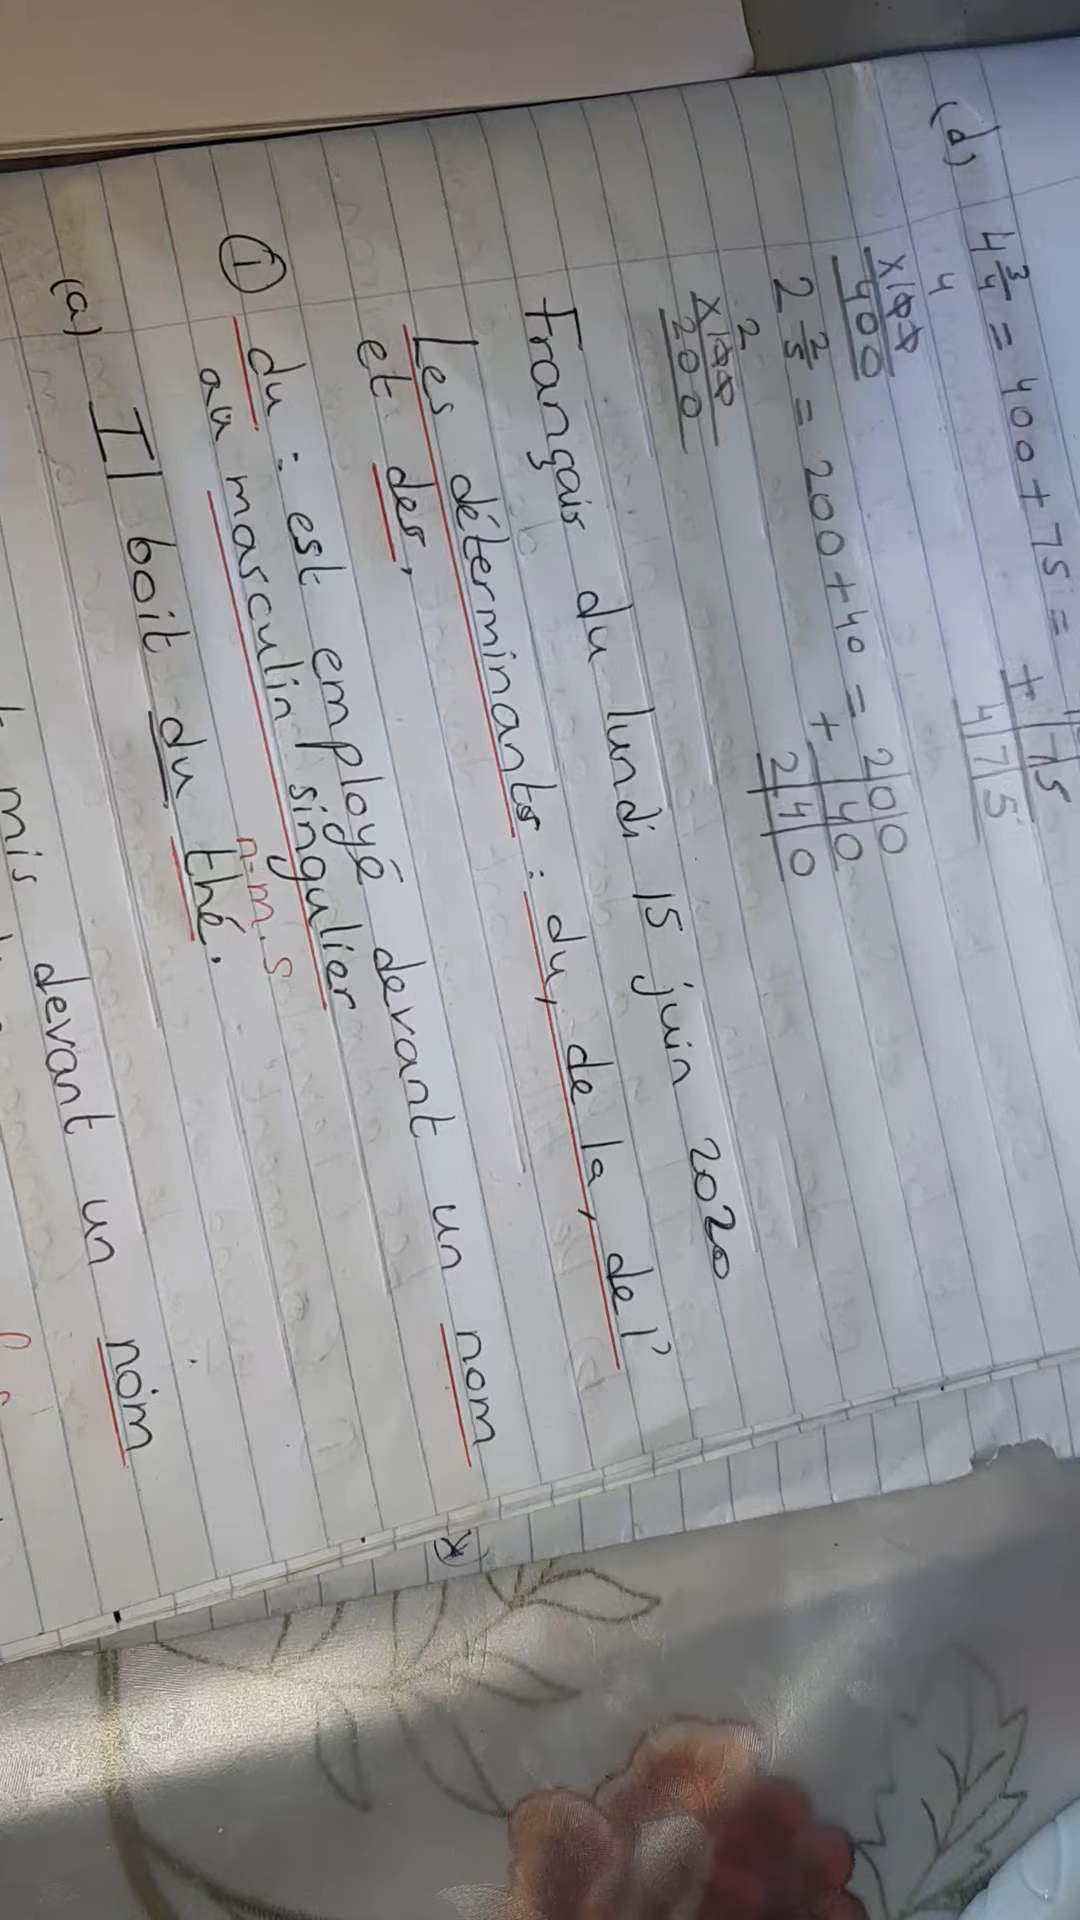 (d) 4 3/4 = 400 + 75 =
+ 75
475
4
x100
400
2 2/5 = 200 + 40 = 200
+ 40
240
2
x100
200
Français du lundi 15 juin 2020
Les déterminants : du, de la, de l'
et des.
1 du : est employé devant un nom
au masculin singulier
n.m.s
(a) Il boit du thé.
mis devant un nom